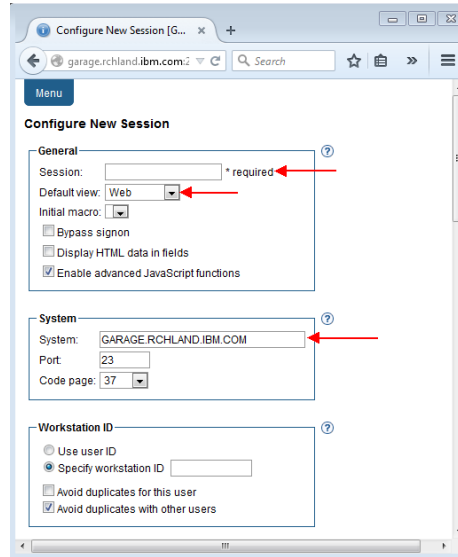 Configure New Session [G...
garage.rchland.ibm.com:2
Search
Menu
Configure New Session
General
Session: * required
Default view: Web
Initial macro:
Bypass signon
Display HTML data in fields
Enable advanced JavaScript functions
System
System: GARAGE.RCHLAND.IBM.COM
Port: 23
Code page: 37
Workstation ID
Use user ID
Specify workstation ID
Avoid duplicates for this user
Avoid duplicates with other users